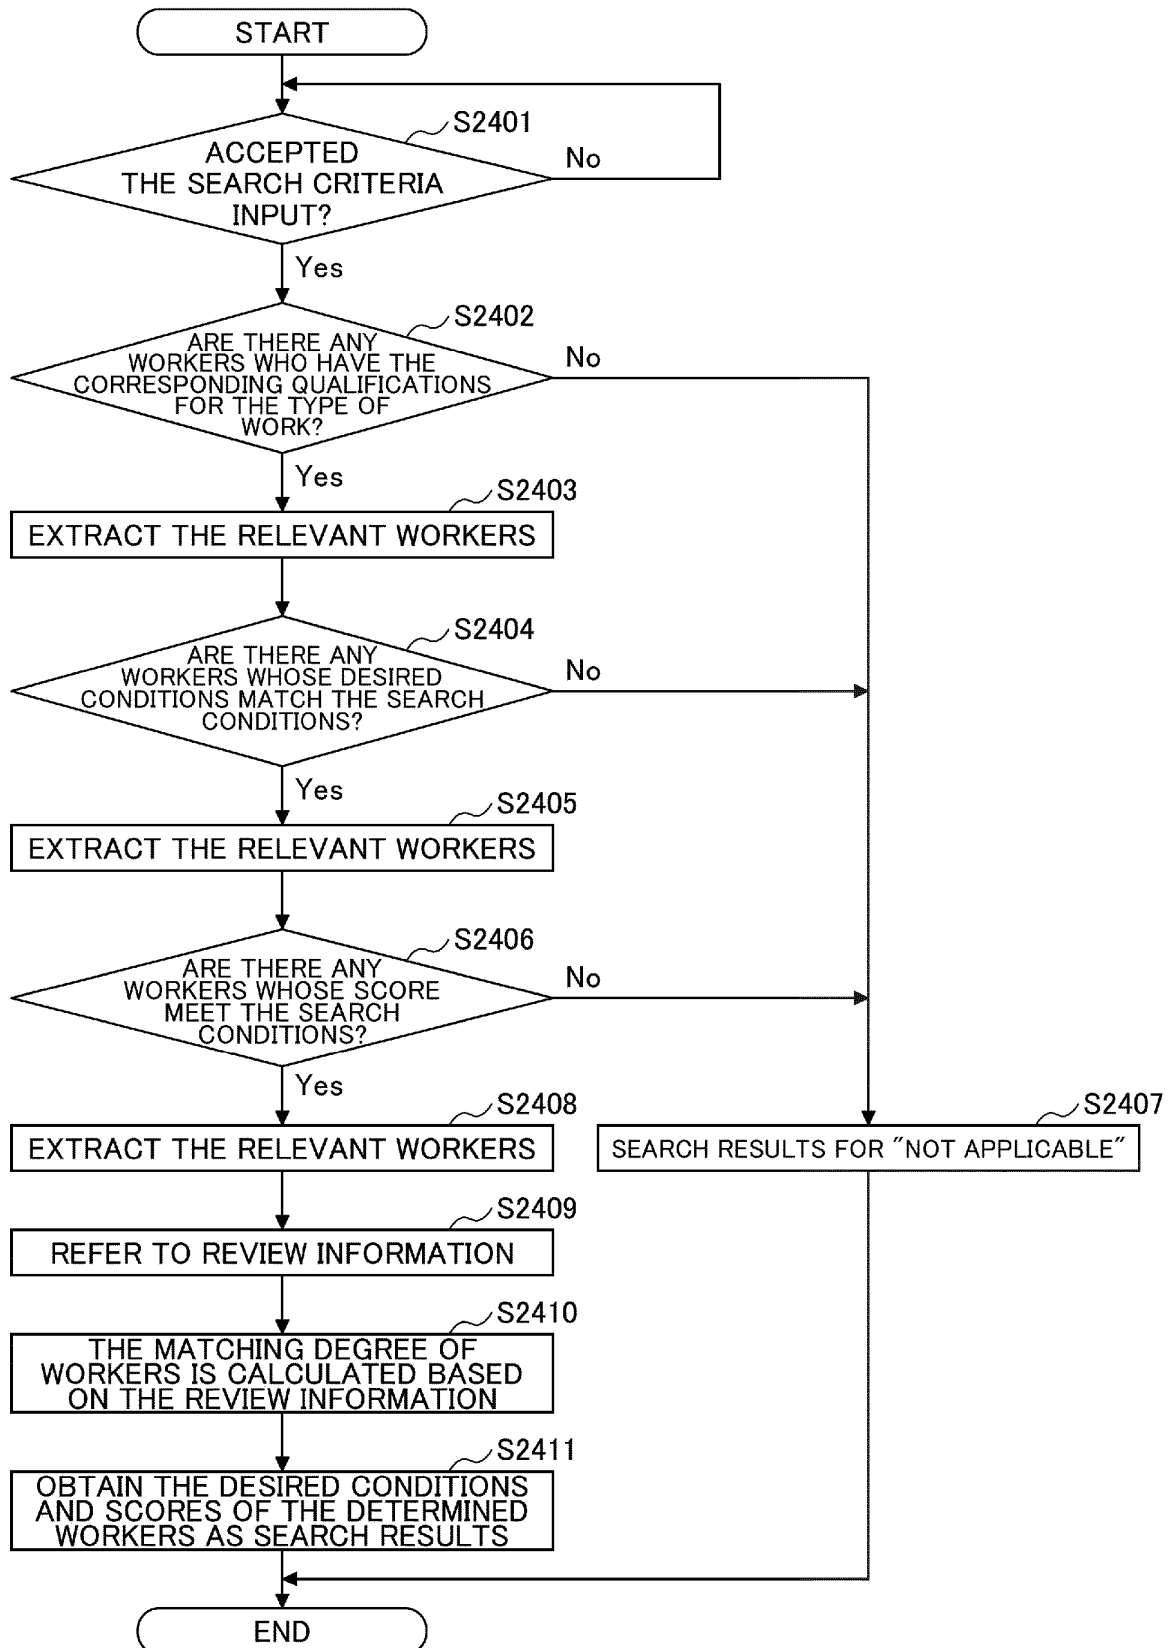 START
S2401
ACCEPTED
THE SEARCH CRITERIA
INPUT?
No
Yes
S2402
ARE THERE ANY
WORKERS WHO HAVE THE
CORRESPONDING QUALIFICATIONS
FOR THE TYPE OF
WORK?
No
Yes
S2403
EXTRACT THE RELEVANT WORKERS
S2404
ARE THERE ANY
WORKERS WHOSE DESIRED
CONDITIONS MATCH THE SEARCH
CONDITIONS?
No
Yes
S2405
EXTRACT THE RELEVANT WORKERS
S2406
ARE THERE ANY
WORKERS WHOSE SCORE
MEET THE SEARCH
CONDITIONS?
No
Yes
S2408
EXTRACT THE RELEVANT WORKERS
S2407
SEARCH RESULTS FOR "NOT APPLICABLE"
S2409
REFER TO REVIEW INFORMATION
S2410
THE MATCHING DEGREE OF
WORKERS IS CALCULATED BASED
ON THE REVIEW INFORMATION
S2411
OBTAIN THE DESIRED CONDITIONS
AND SCORES OF THE DETERMINED
WORKERS AS SEARCH RESULTS
END